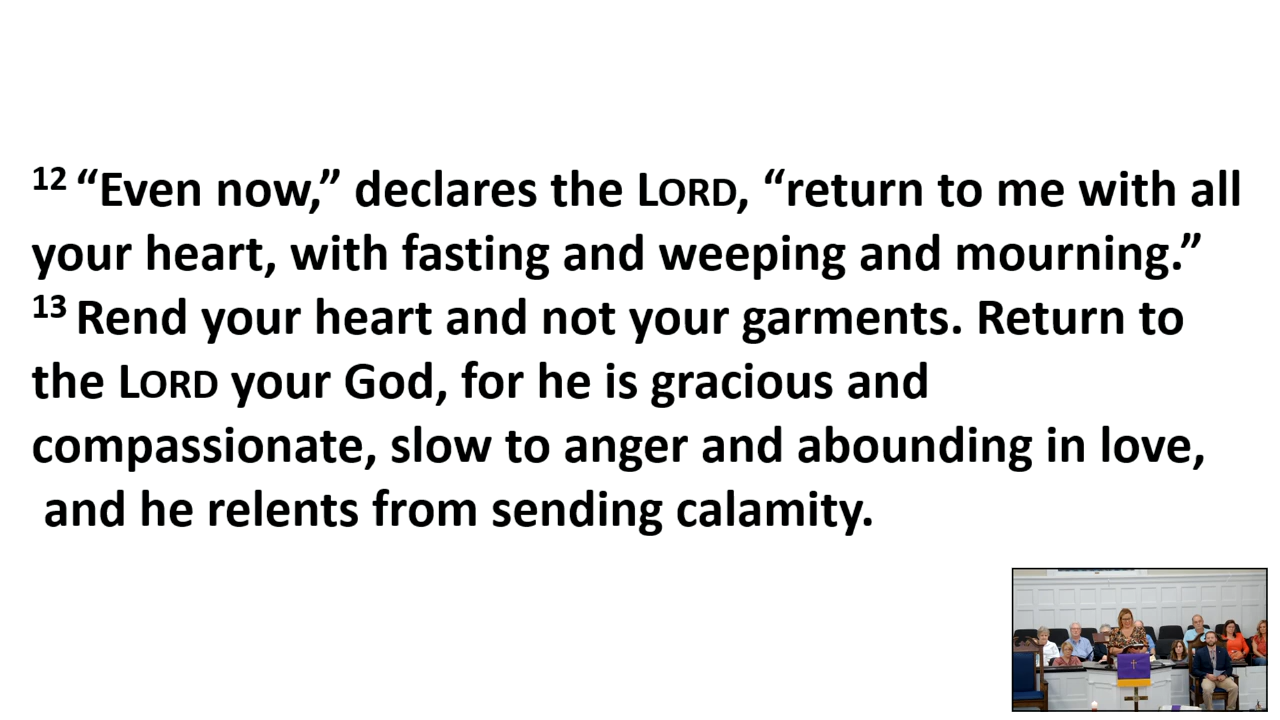 12 “Even now,” declares the LORD, “return to me with all
your heart, with fasting and weeping and mourning.”
13 Rend your heart and not your garments. Return to
the LORD your God, for he is gracious and
compassionate, slow to anger and abounding in love,
and he relents from sending calamity.